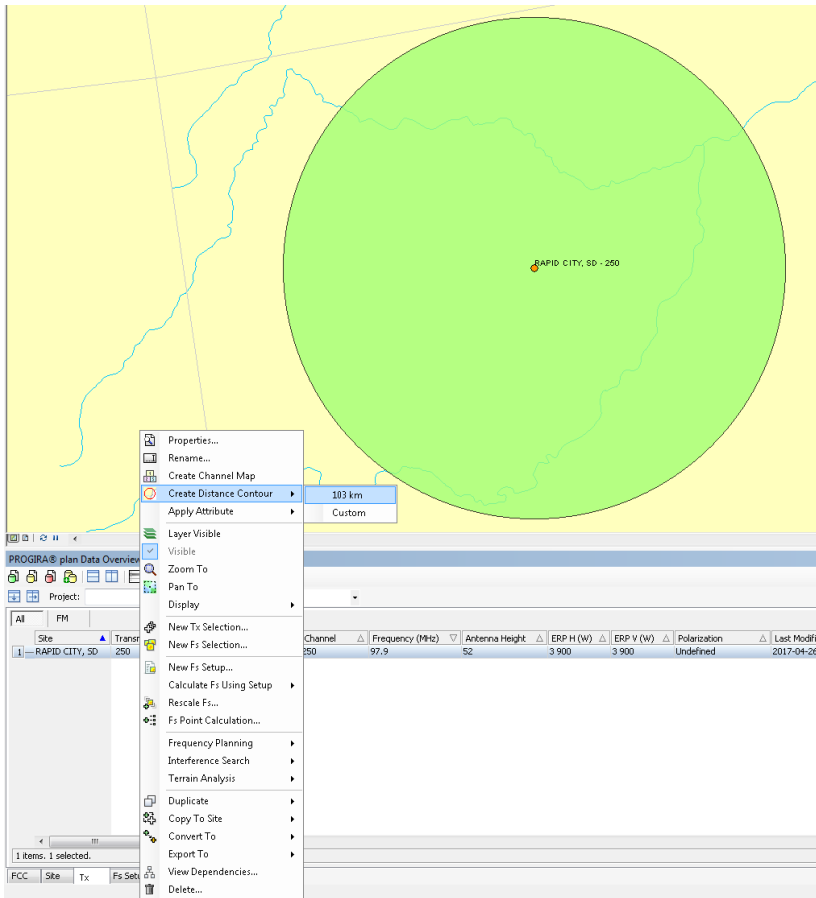 RAPID CITY, SD - 250
Properties...
Rename...
Create Channel Map
Create Distance Contour
103 km
Apply Attribute
Custom
Layer Visible
Visible
Zoom To
Pan To
Display
New Tx Selection...
New Fs Selection...
New Fs Setup...
Calculate Fs Using Setup
Rescale Fs...
Fs Point Calculation...
Frequency Planning
Interference Search
Terrain Analysis
Duplicate
Copy To Site
Convert To
Export To
View Dependencies...
Delete...
PROGIRA® plan Data Overview
Project:
All FM
Site Transm Channel Frequency (MHz) Antenna Height ERP H (W) ERP V (W) Polarization Last Modifi
1 RAPID CITY, SD 250 250 97.9 52 3 900 3 900 Undefined 2017-04-26
1 items. 1 selected.
FCC Site Tx Fs Setu